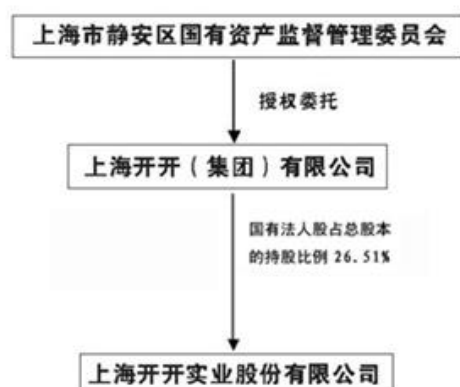 上海市静安区国有资产监督管理委员会
授权委托
上海开开（集团）有限公司
国有法人股占总股本
的持股比例 26.51%
上海开开实业股份有限公司